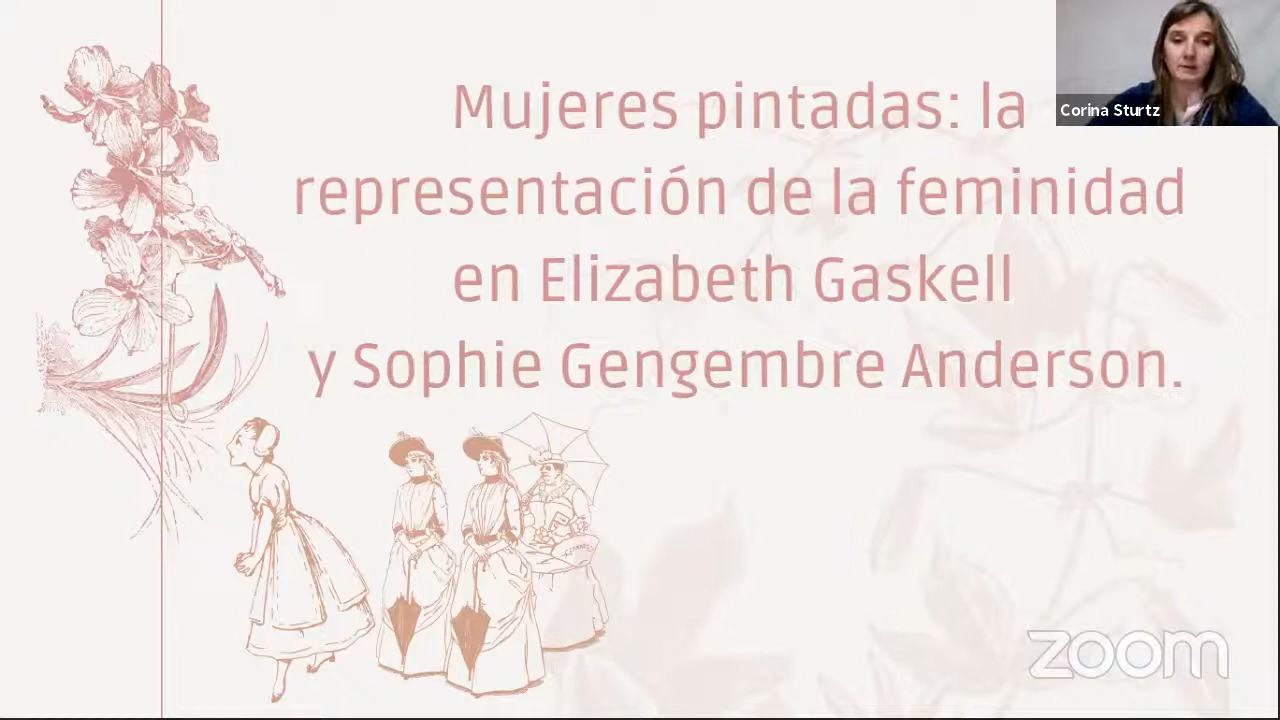 Mujeres pintadas: la
representación de la feminidad
en Elizabeth Gaskell
y Sophie Gengembre Anderson.
Corina Sturtz
zoom